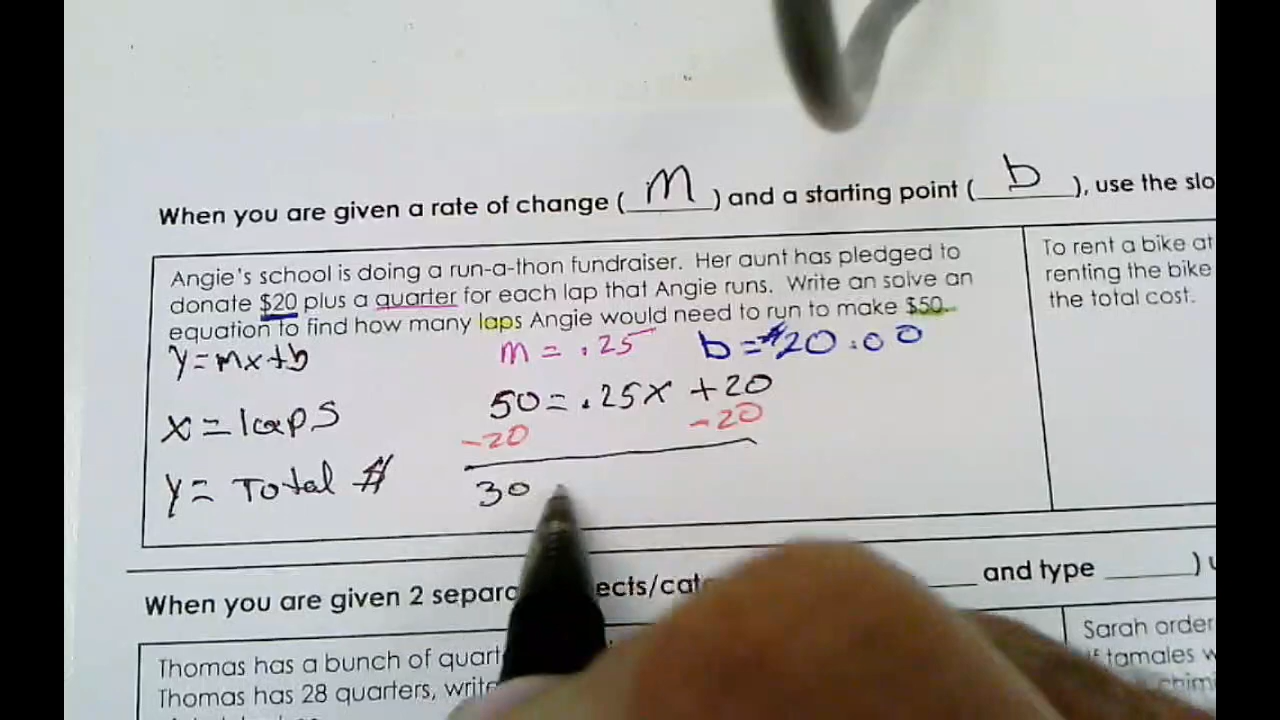 When you are given a rate of change ( m ) and a starting point ( b ), use the slo
Angie's school is doing a run-a-thon fundraiser. Her aunt has pledged to
donate $20 plus a quarter for each lap that Angie runs. Write an solve an
equation to find how many laps Angie would need to run to make $50.
y=mx+b
m = .25
b=$20.00
50=.25x +20
x=laps
-20
-20
y= Total $
30
To rent a bike at
renting the bike
the total cost.
When you are given 2 separa
ects/cat
and type ______)
Thomas has a bunch of quart
Thomas has 28 quarters, write
Sarah order
If tamales w
chimi